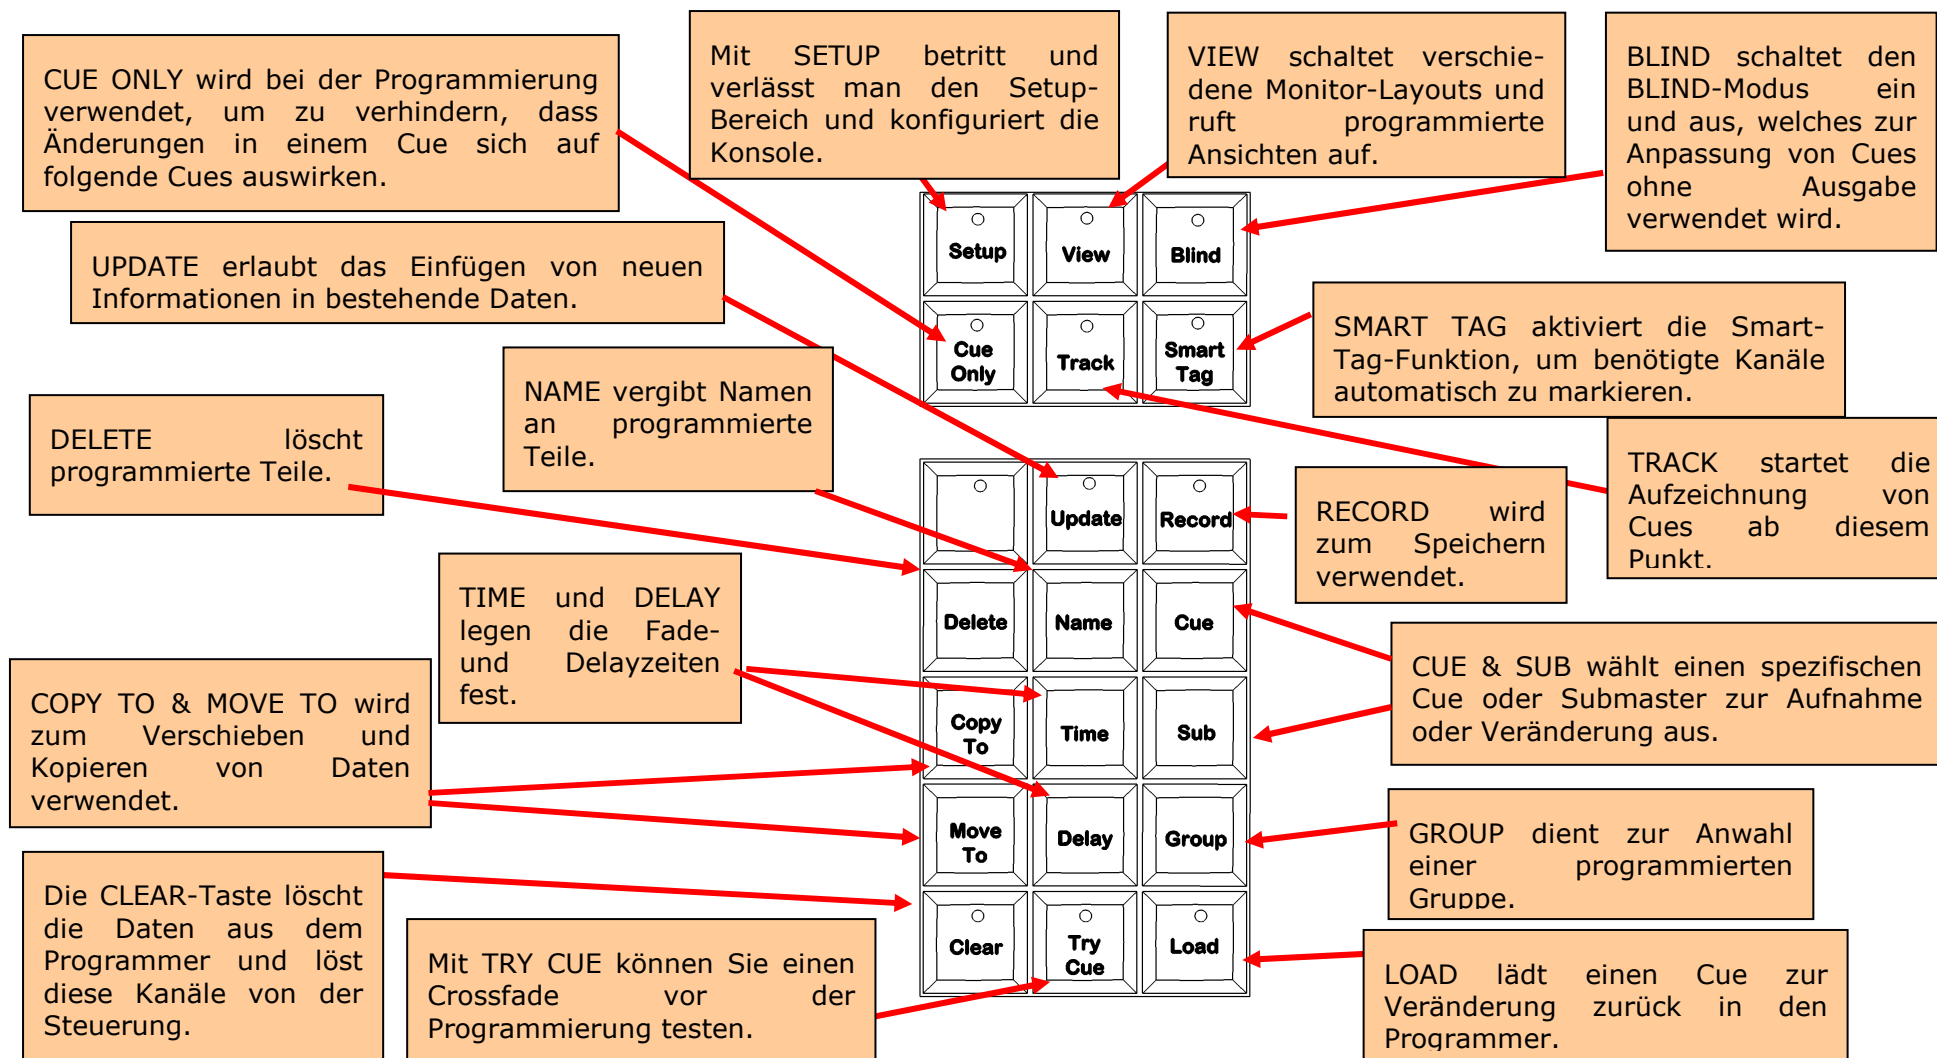 CUE ONLY wird bei der Programmierung
verwendet, um zu verhindern, dass
Änderungen in einem Cue sich auf
folgende Cues auswirken.
Mit SETUP betritt und
verlässt man den Setup-
Bereich und konfiguriert die
Konsole.
VIEW schaltet verschie-
dene Monitor-Layouts und
ruft programmierte
Ansichten auf.
BLIND schaltet den
BLIND-Modus ein
und aus, welches zur
Anpassung von Cues
ohne Ausgabe
verwendet wird.
UPDATE erlaubt das Einfügen von neuen
Informationen in bestehende Daten.
Setup
View
Blind
Cue
Only
Track
Smart
Tag
SMART TAG aktiviert die Smart-
Tag-Funktion, um benötigte Kanäle
automatisch zu markieren.
NAME vergibt Namen
an programmierte
Teile.
DELETE löscht
programmierte Teile.
TRACK startet die
Aufzeichnung von
Cues ab diesem
Punkt.
RECORD wird
zum Speichern
verwendet.
Update
Record
Delete
Name
Cue
TIME und DELAY
legen die Fade-
und Delayzeiten
fest.
CUE & SUB wählt einen spezifischen
Cue oder Submaster zur Aufnahme
oder Veränderung aus.
COPY TO & MOVE TO wird
zum Verschieben und
Kopieren von Daten
verwendet.
Copy
To
Time
Sub
Move
To
Delay
Group
GROUP dient zur Anwahl
einer programmierten
Gruppe.
Die CLEAR-Taste löscht
die Daten aus dem
Programmer und löst
diese Kanäle von der
Steuerung.
Clear
Try
Cue
Load
Mit TRY CUE können Sie einen
Crossfade vor der
Programmierung testen.
LOAD lädt einen Cue zur
Veränderung zurück in den
Programmer.